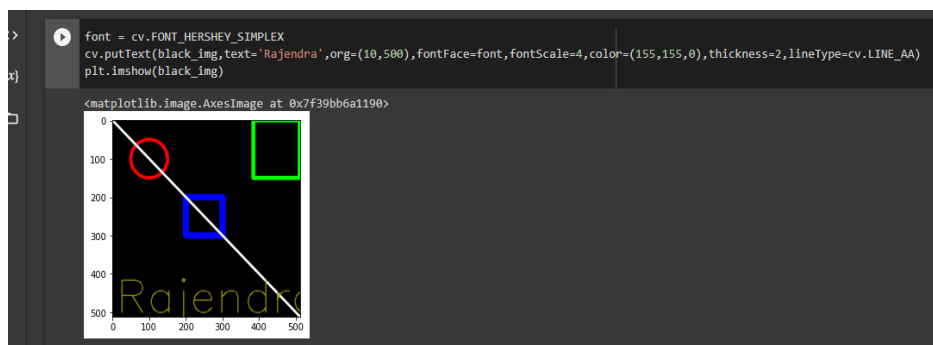 font = cv.FONT_HERSHEY_SIMPLEX
cv.putText(black_img,text='Rajendra',org=(10,500),fontFace=font,fontScale=4,color=(155,155,0),thickness=2,lineType=cv.LINE_AA)
plt.imshow(black_img)
<matplotlib.image.AxesImage at 0x7f39bb6a1190>
0
100
200
300
400
500
Rajendra
0 100 200 300 400 500